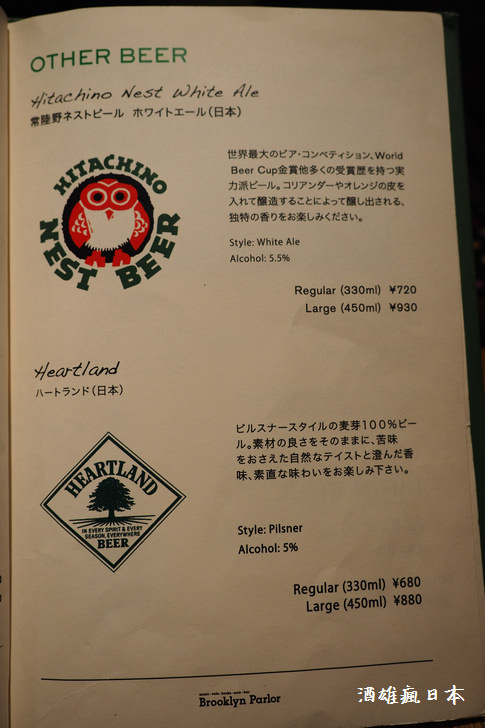 OTHER BEER
Hitachino Nest White Ale
常陸野ネストビール ホワイトエール(日本)
世界最大のビア・コンペティション、World
Beer Cup金賞他多くの受賞歴を持つ実
力派ビール。コリアンダーやオレンジの皮を
入れて醸造することによって醸し出される、
独特の香りをお楽しみください。
HITACHINO
NEST BEER
Style: White Ale
Alcohol: 5.5%
Regular (330ml) ¥720
Large (450ml) ¥930
Heartland
ハートランド(日本)
ピルスナースタイルの麦芽100%ビー
ル。素材の良さをそのままに、苦味
をおさえた自然なテイストと澄んだ香
味、素直な味わいをお楽しみ下さい。
HEARTLAND
IN EVERY SPIRIT & EVERY
SEASON, EVERYWHERE
BEER
Style: Pilsner
Alcohol: 5%
Regular (330ml) ¥680
Large (450ml) ¥880
Brooklyn Parlor
酒雄瘋日本